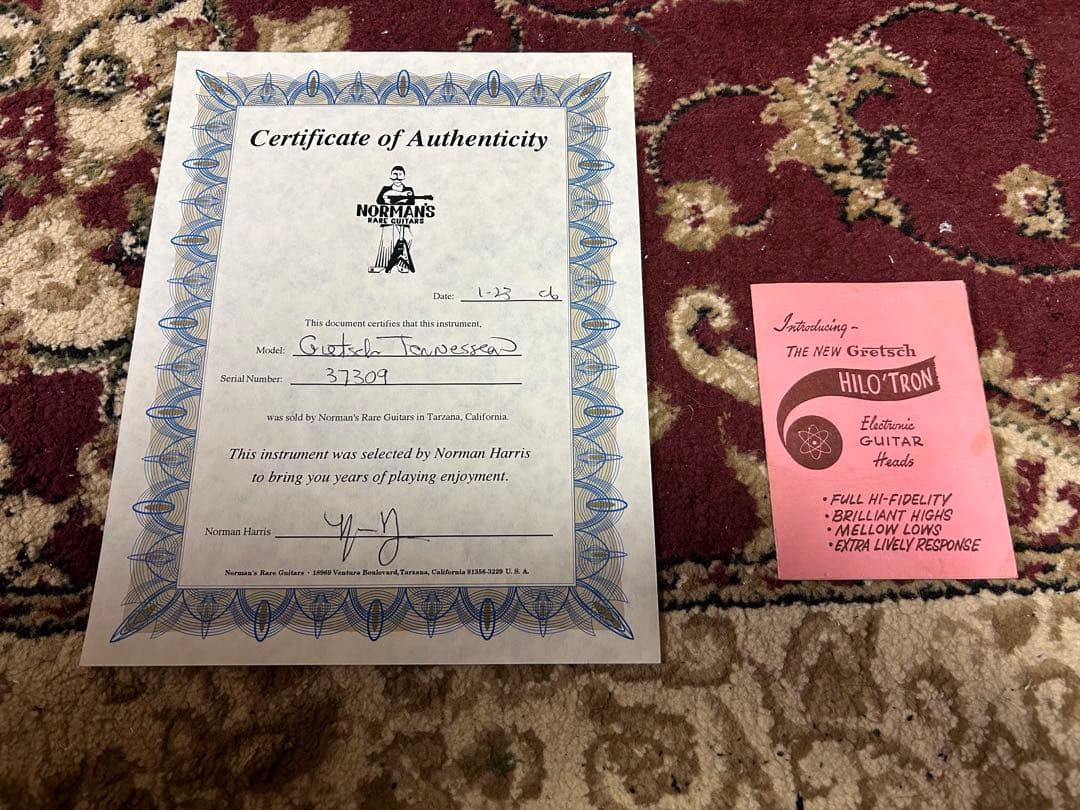 Certificate of Authenticity
NORMAN'S
RARE GUITARS
Date: 1-23 06
This document certifies that this instrument,
Model: Gretsch Tennessean
Serial Number: 37309
was sold by Norman's Rare Guitars in Tarzana, California.
This instrument was selected by Norman Harris
to bring you years of playing enjoyment.
Norman Harris
Norman's Rare Guitars · 18969 Ventura Boulevard, Tarzana, California 91356-3229 U. S. A.
Introducing –
THE NEW Gretsch
HILO'TRON
Electronic
GUITAR
Heads
• FULL HI-FIDELITY
• BRILLIANT HIGHS
• MELLOW LOWS
• EXTRA LIVELY RESPONSE